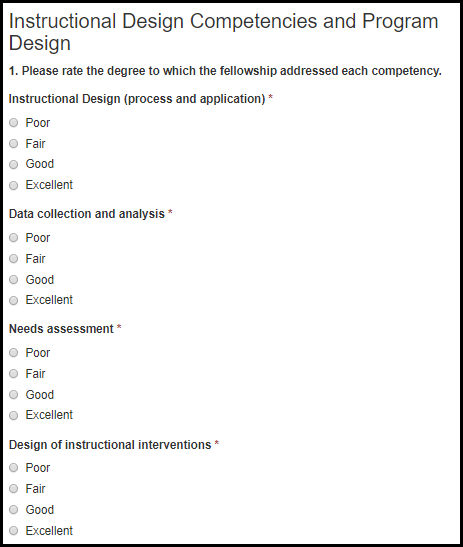 Instructional Design Competencies and Program
Design
1. Please rate the degree to which the fellowship addressed each competency.
Instructional Design (process and application) *
Poor
Fair
Good
Excellent
Data collection and analysis *
Poor
Fair
Good
Excellent
Needs assessment *
Poor
Fair
Good
Excellent
Design of instructional interventions *
Poor
Fair
Good
Excellent